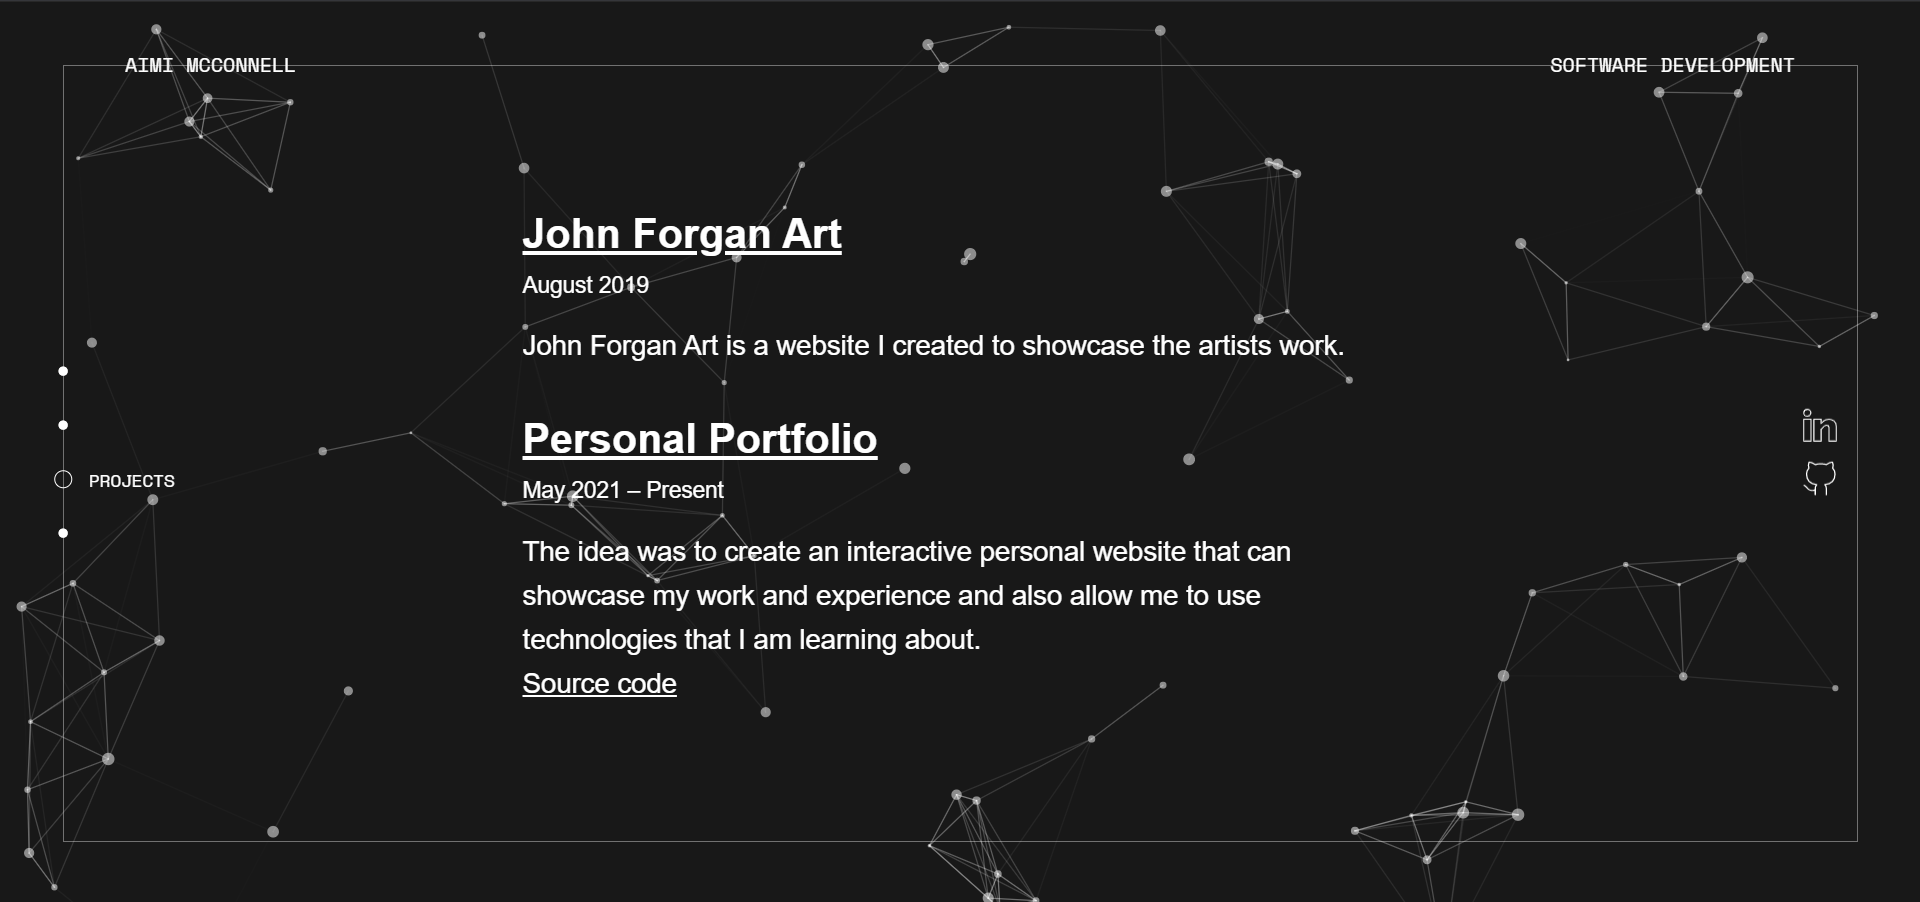 AIMI MCCONNELL
SOFTWARE DEVELOPMENT
John Forgan Art
August 2019
John Forgan Art is a website I created to showcase the artists work.
Personal Portfolio
PROJECTS
May 2021 – Present
The idea was to create an interactive personal website that can
showcase my work and experience and also allow me to use
technologies that I am learning about.
Source code
in